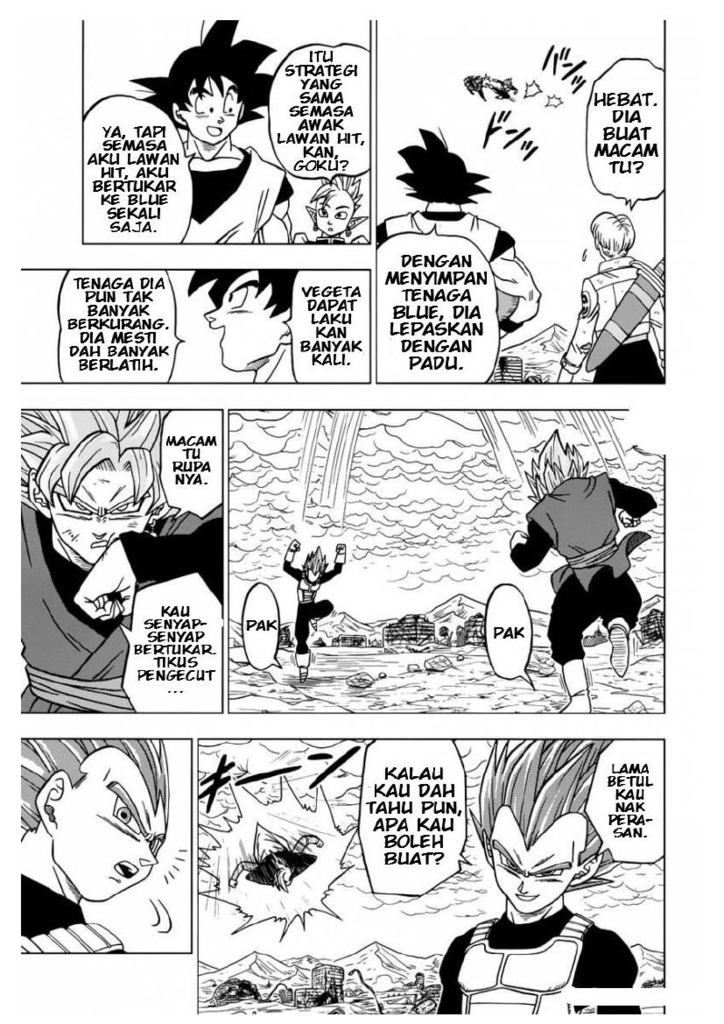 HEBAT.
DIA
BUAT
MACAM
TU?
DENGAN
MENYIMPAN
TENAGA
BLUE, DIA
LEPASKAN
DENGAN
PADU.
ITU
STRATEGI
YANG
SAMA
SEMASA
AWAK
LAWAN HIT,
KAN,
GOKU?
YA, TAPI
SEMASA
AKU LAWAN
HIT, AKU
BERTUKAR
KE BLUE
SEKALI
SAJA.
VEGETA
DAPAT
LAKU
KAN
BANYAK
KALI.
TENAGA DIA
PUN TAK
BANYAK
BERKURANG.
DIA MESTI
DAH BANYAK
BERLATIH.
PAK
PAK
MACAM
TU
RUPA
NYA.
KAU
SENYAP-
SENYAP
BERTUKAR.
TIKUS
PENGECUT
...
LAMA
BETUL
KAU
NAK
PERA-
SAN.
KALAU
KAU DAH
TAHU PUN,
APA KAU
BOLEH
BUAT?